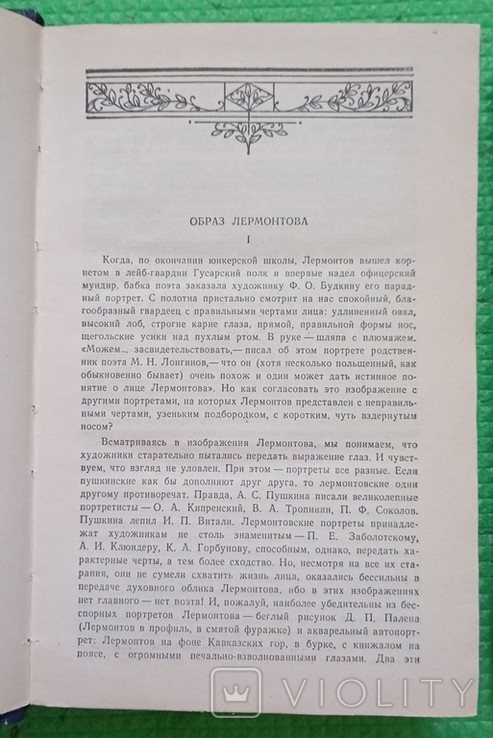 ОБРАЗ ЛЕРМОНТОВА
I
Когда, по окончании юнкерской школы, Лермонтов вышел кор-
нетом в лейб-гвардии Гусарский полк и впервые надел офицерский
мундир, бабка поэта заказала художнику Ф. О. Будкину его парад-
ный портрет. С полотна пристально смотрит на нас спокойный, бла-
гообразный гвардеец с правильными чертами лица: удлиненный овал,
высокий лоб, строгие карие глаза, прямой, правильной формы нос,
щегольские усики над пухлым ртом. В руке — шляпа с плюмажем.
«Можем.., засвидетельствовать,— писал об этом портрете родствен-
ник поэта М. Н. Лонгинов,— что он (хотя несколько польщенный, как
обыкновенно бывает) очень похож и один может дать истинное по-
нятие о лице Лермонтова». Но как согласовать это изображение с
другими портретами, на которых Лермонтов представлен с неправиль-
ными чертами, узеньким подбородком, с коротким, чуть вздернутым
носом?
Всматриваясь в изображения Лермонтова, мы понимаем, что
художники старательно пытались передать выражение глаз. И чувст-
вуем, что взгляд не уловлен. При этом — портреты все разные. Если
пушкинские как бы дополняют друг друга, то лермонтовские один
другому противоречат. Правда, А. С. Пушкина писали великолепные
портретисты — О. А. Кипренский, В. А. Тропинин, П. Ф. Соколов.
Пушкина лепил И. П. Витали. Лермонтовские портреты принадле-
жат художникам не столь знаменитым — П. Е. Заболотскому,
А. И. Клюндеру, К. А. Горбунову, способным, однако, передать ха-
рактерные черты, а тем более сходство. Но, несмотря на все их ста-
рания, они не сумели схватить жизнь лица, оказались бессильны в
передаче духовного облика Лермонтова, ибо в этих изображениях
нет главного — нет поэта! И, пожалуй, наиболее убедительны из бес-
спорных портретов Лермонтова — беглый рисунок Д. П. Палена
(Лермонтов в профиль, в смятой фуражке) и акварельный автопорт-
рет: Лермонтов на фоне Кавказских гор, в бурке, с кинжалом на
поясе, с огромными печально-взволнованными глазами. Два эти
VIOLITY